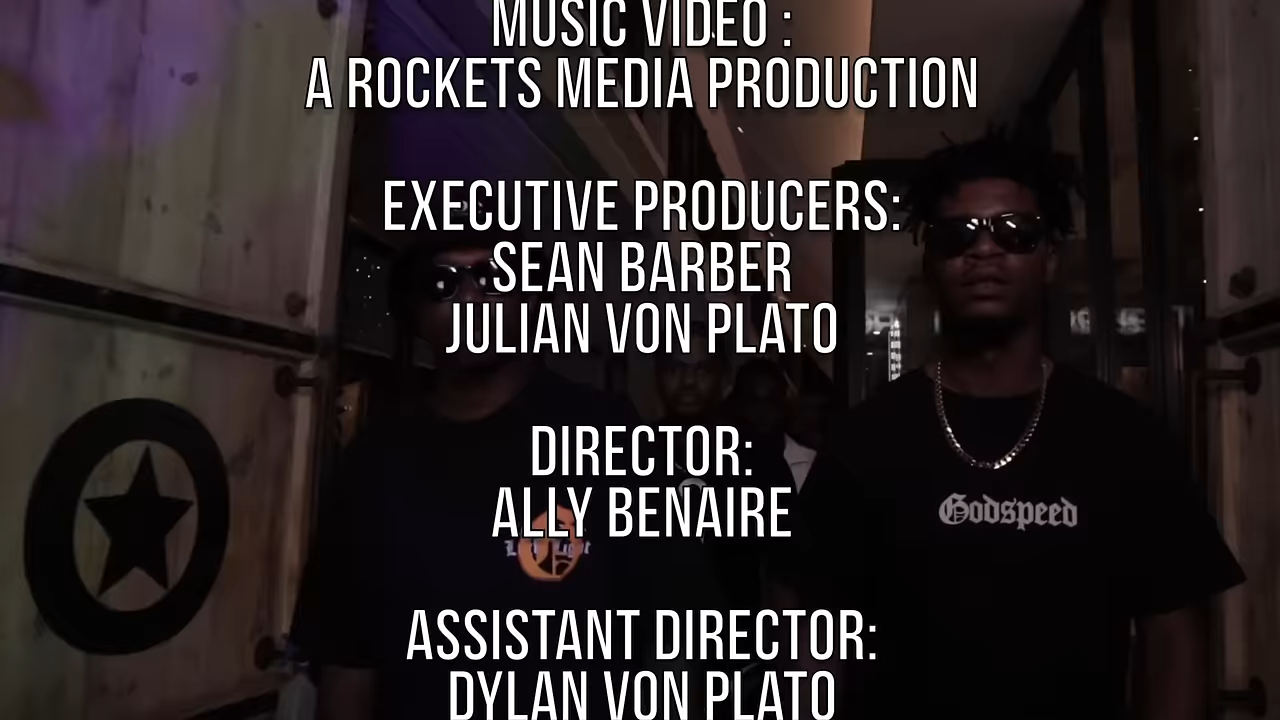 MUSIC VIDEO :
A ROCKETS MEDIA PRODUCTION
EXECUTIVE PRODUCERS:
SEAN BARBER
JULIAN VON PLATO
DIRECTOR:
ALLY BENAIRE
Godspeed
ASSISTANT DIRECTOR:
DYLAN VON PLATO